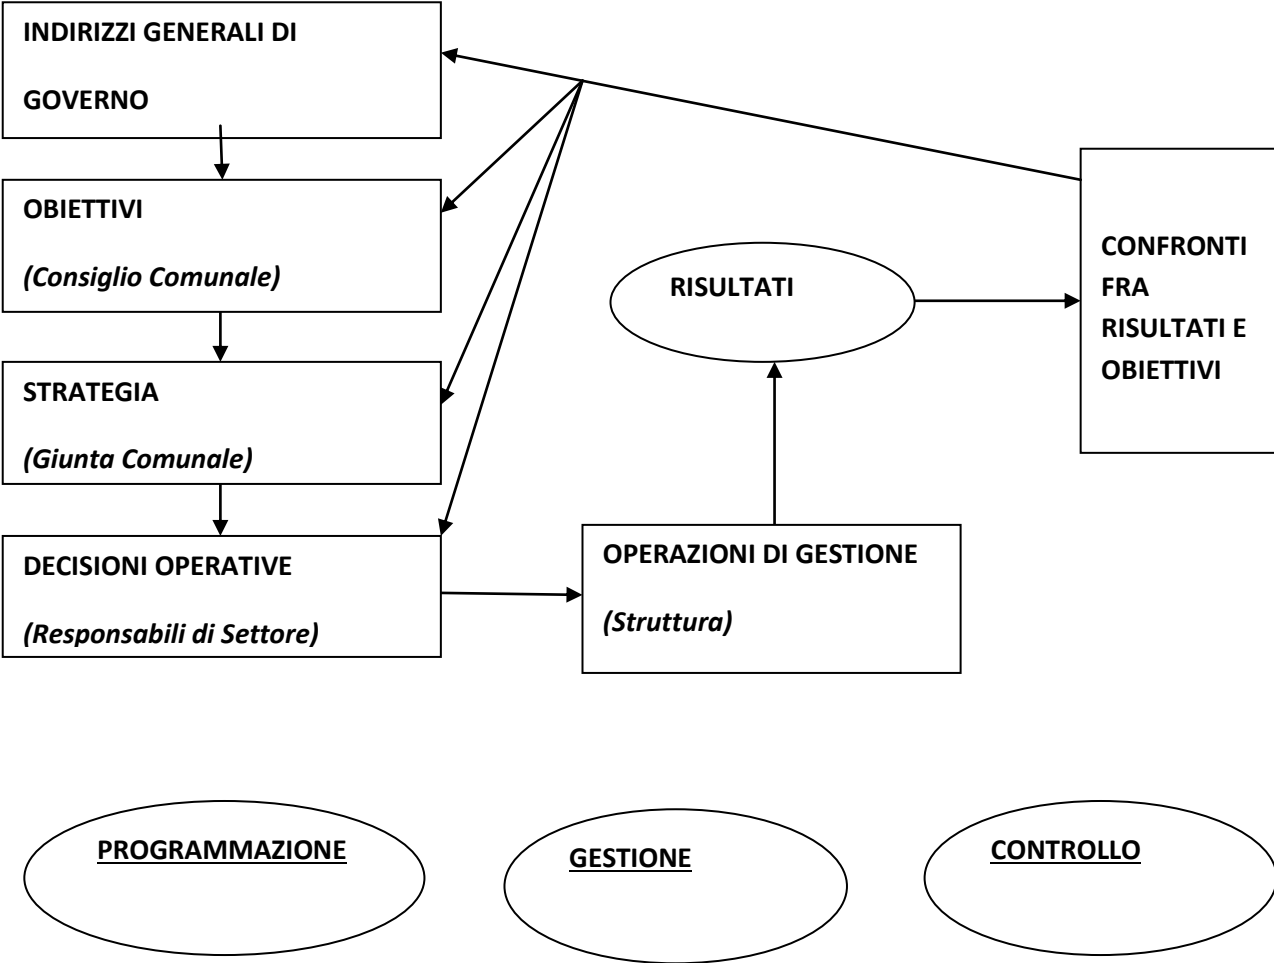 INDIRIZZI GENERALI DI
GOVERNO
OBIETTIVI
(Consiglio Comunale)
STRATEGIA
(Giunta Comunale)
DECISIONI OPERATIVE
(Responsabili di Settore)
OPERAZIONI DI GESTIONE
(Struttura)
RISULTATI
CONFRONTI
FRA
RISULTATI E
OBIETTIVI
PROGRAMMAZIONE
GESTIONE
CONTROLLO